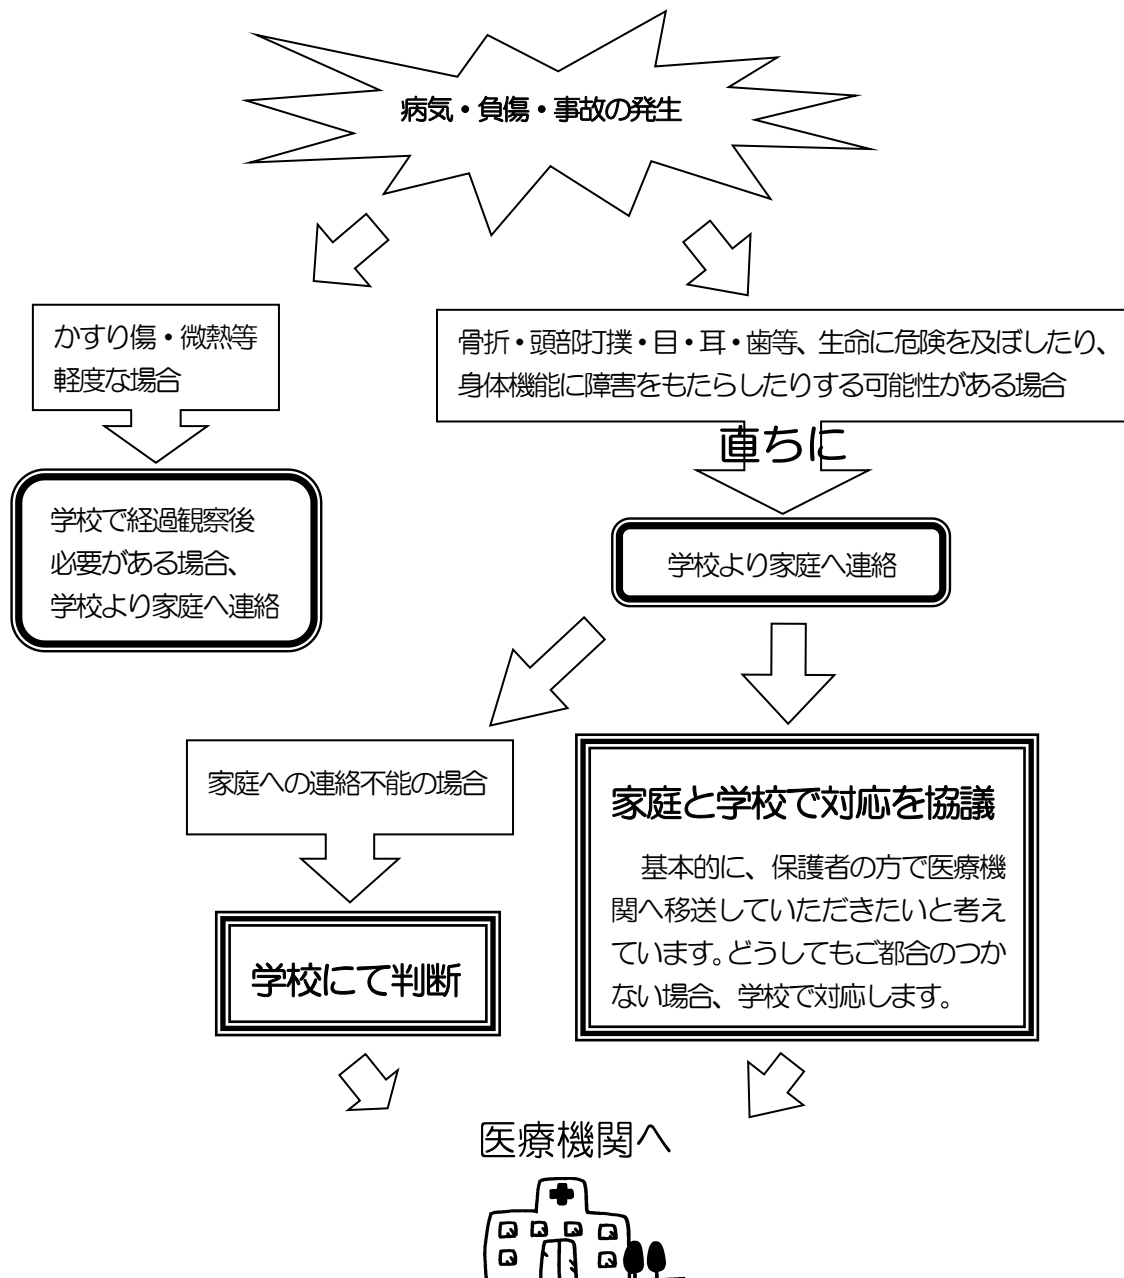 病気・負傷・事故の発生
かすり傷・微熱等
軽度な場合
骨折・頭部打撲・目・耳・歯等、生命に危険を及ぼしたり、
身体機能に障害をもたらしたりする可能性がある場合
直ちに
学校で経過観察後
必要がある場合、
学校より家庭へ連絡
学校より家庭へ連絡
家庭への連絡不能の場合
学校にて判断
家庭と学校で対応を協議
基本的に、保護者の方で医療機
関へ移送していただきたいと考え
ています。どうしてもご都合のつか
ない場合、学校で対応します。
医療機関へ